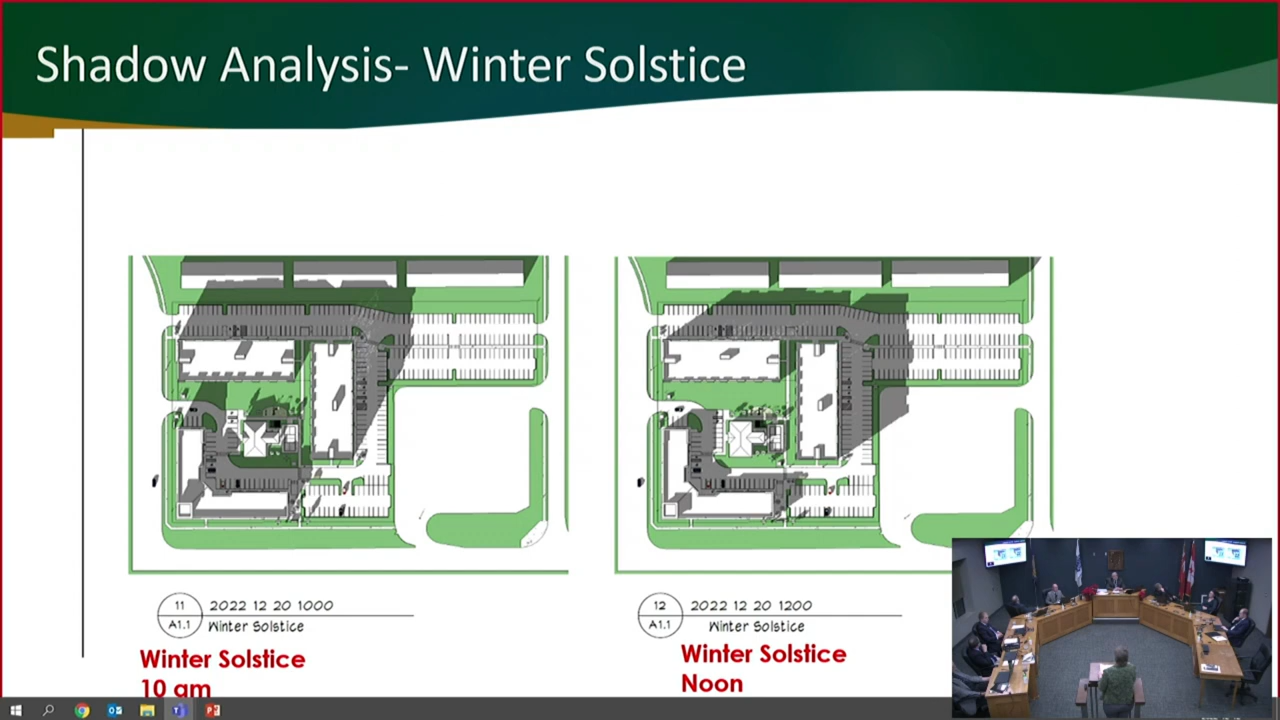 Shadow Analysis- Winter Solstice
11
A1.1
2022 12 20 1000
Winter Solstice
Winter Solstice
10 am
12
A1.1
2022 12 20 1200
Winter Solstice
Winter Solstice
Noon